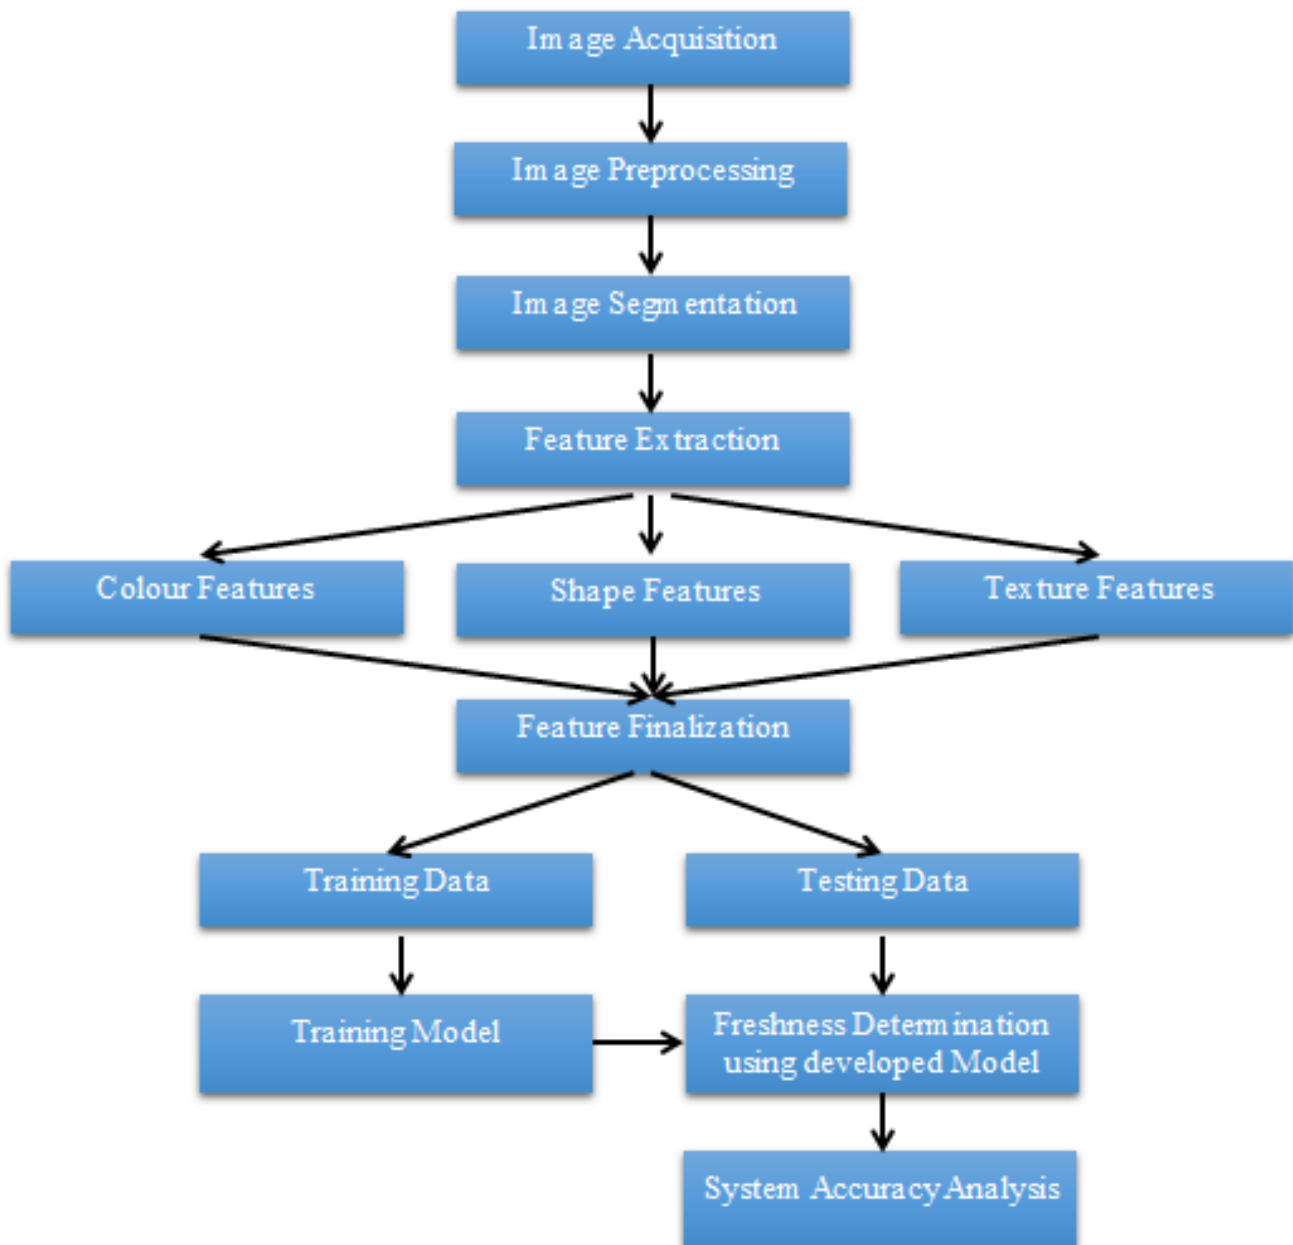 Image Acquisition
Image Preprocessing
Image Segmentation
Feature Extraction
Colour Features
Shape Features
Texture Features
Feature Finalization
Training Data
Testing Data
Training Model
Freshness Determination
using developed Model
System Accuracy Analysis